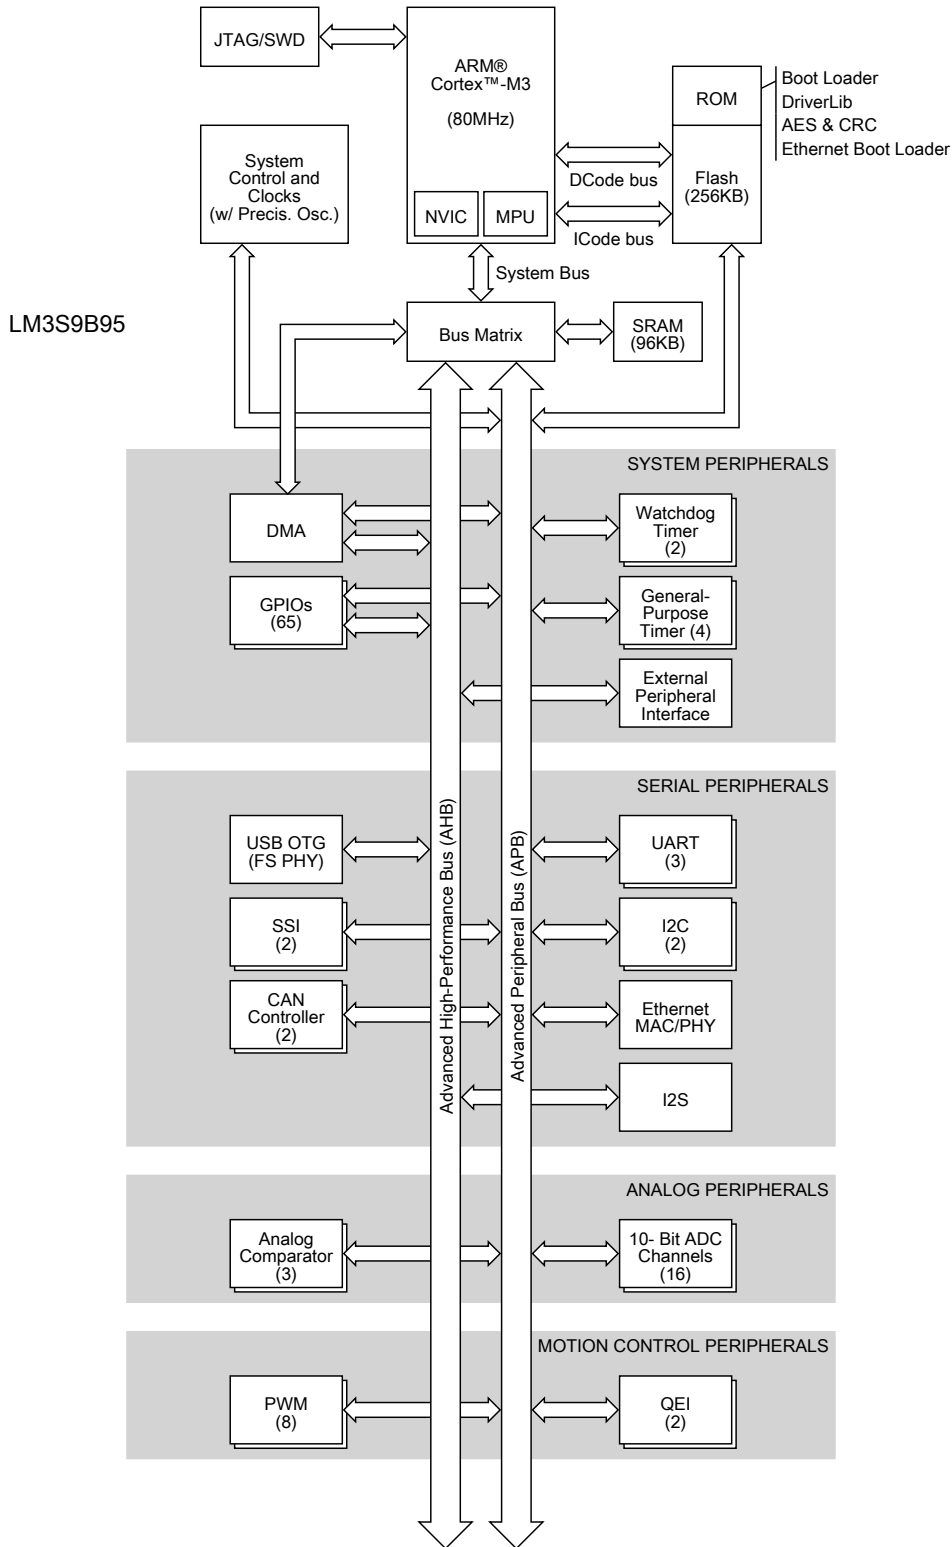 JTAG/SWD
ARM®
Cortex™-M3
(80MHz)
NVIC
MPU
ROM
Flash
(256KB)
Boot Loader
DriverLib
AES & CRC
Ethernet Boot Loader
System
Control and
Clocks
(w/ Precis. Osc.)
DCode bus
ICode bus
System Bus
LM3S9B95
Bus Matrix
SRAM
(96KB)
SYSTEM PERIPHERALS
DMA
Watchdog
Timer
(2)
GPIOs
(65)
General-
Purpose
Timer (4)
External
Peripheral
Interface
Advanced High-Performance Bus (AHB)
Advanced Peripheral Bus (APB)
SERIAL PERIPHERALS
USB OTG
(FS PHY)
UART
(3)
SSI
(2)
I2C
(2)
CAN
Controller
(2)
Ethernet
MAC/PHY
I2S
ANALOG PERIPHERALS
Analog
Comparator
(3)
10- Bit ADC
Channels
(16)
MOTION CONTROL PERIPHERALS
PWM
(8)
QEI
(2)